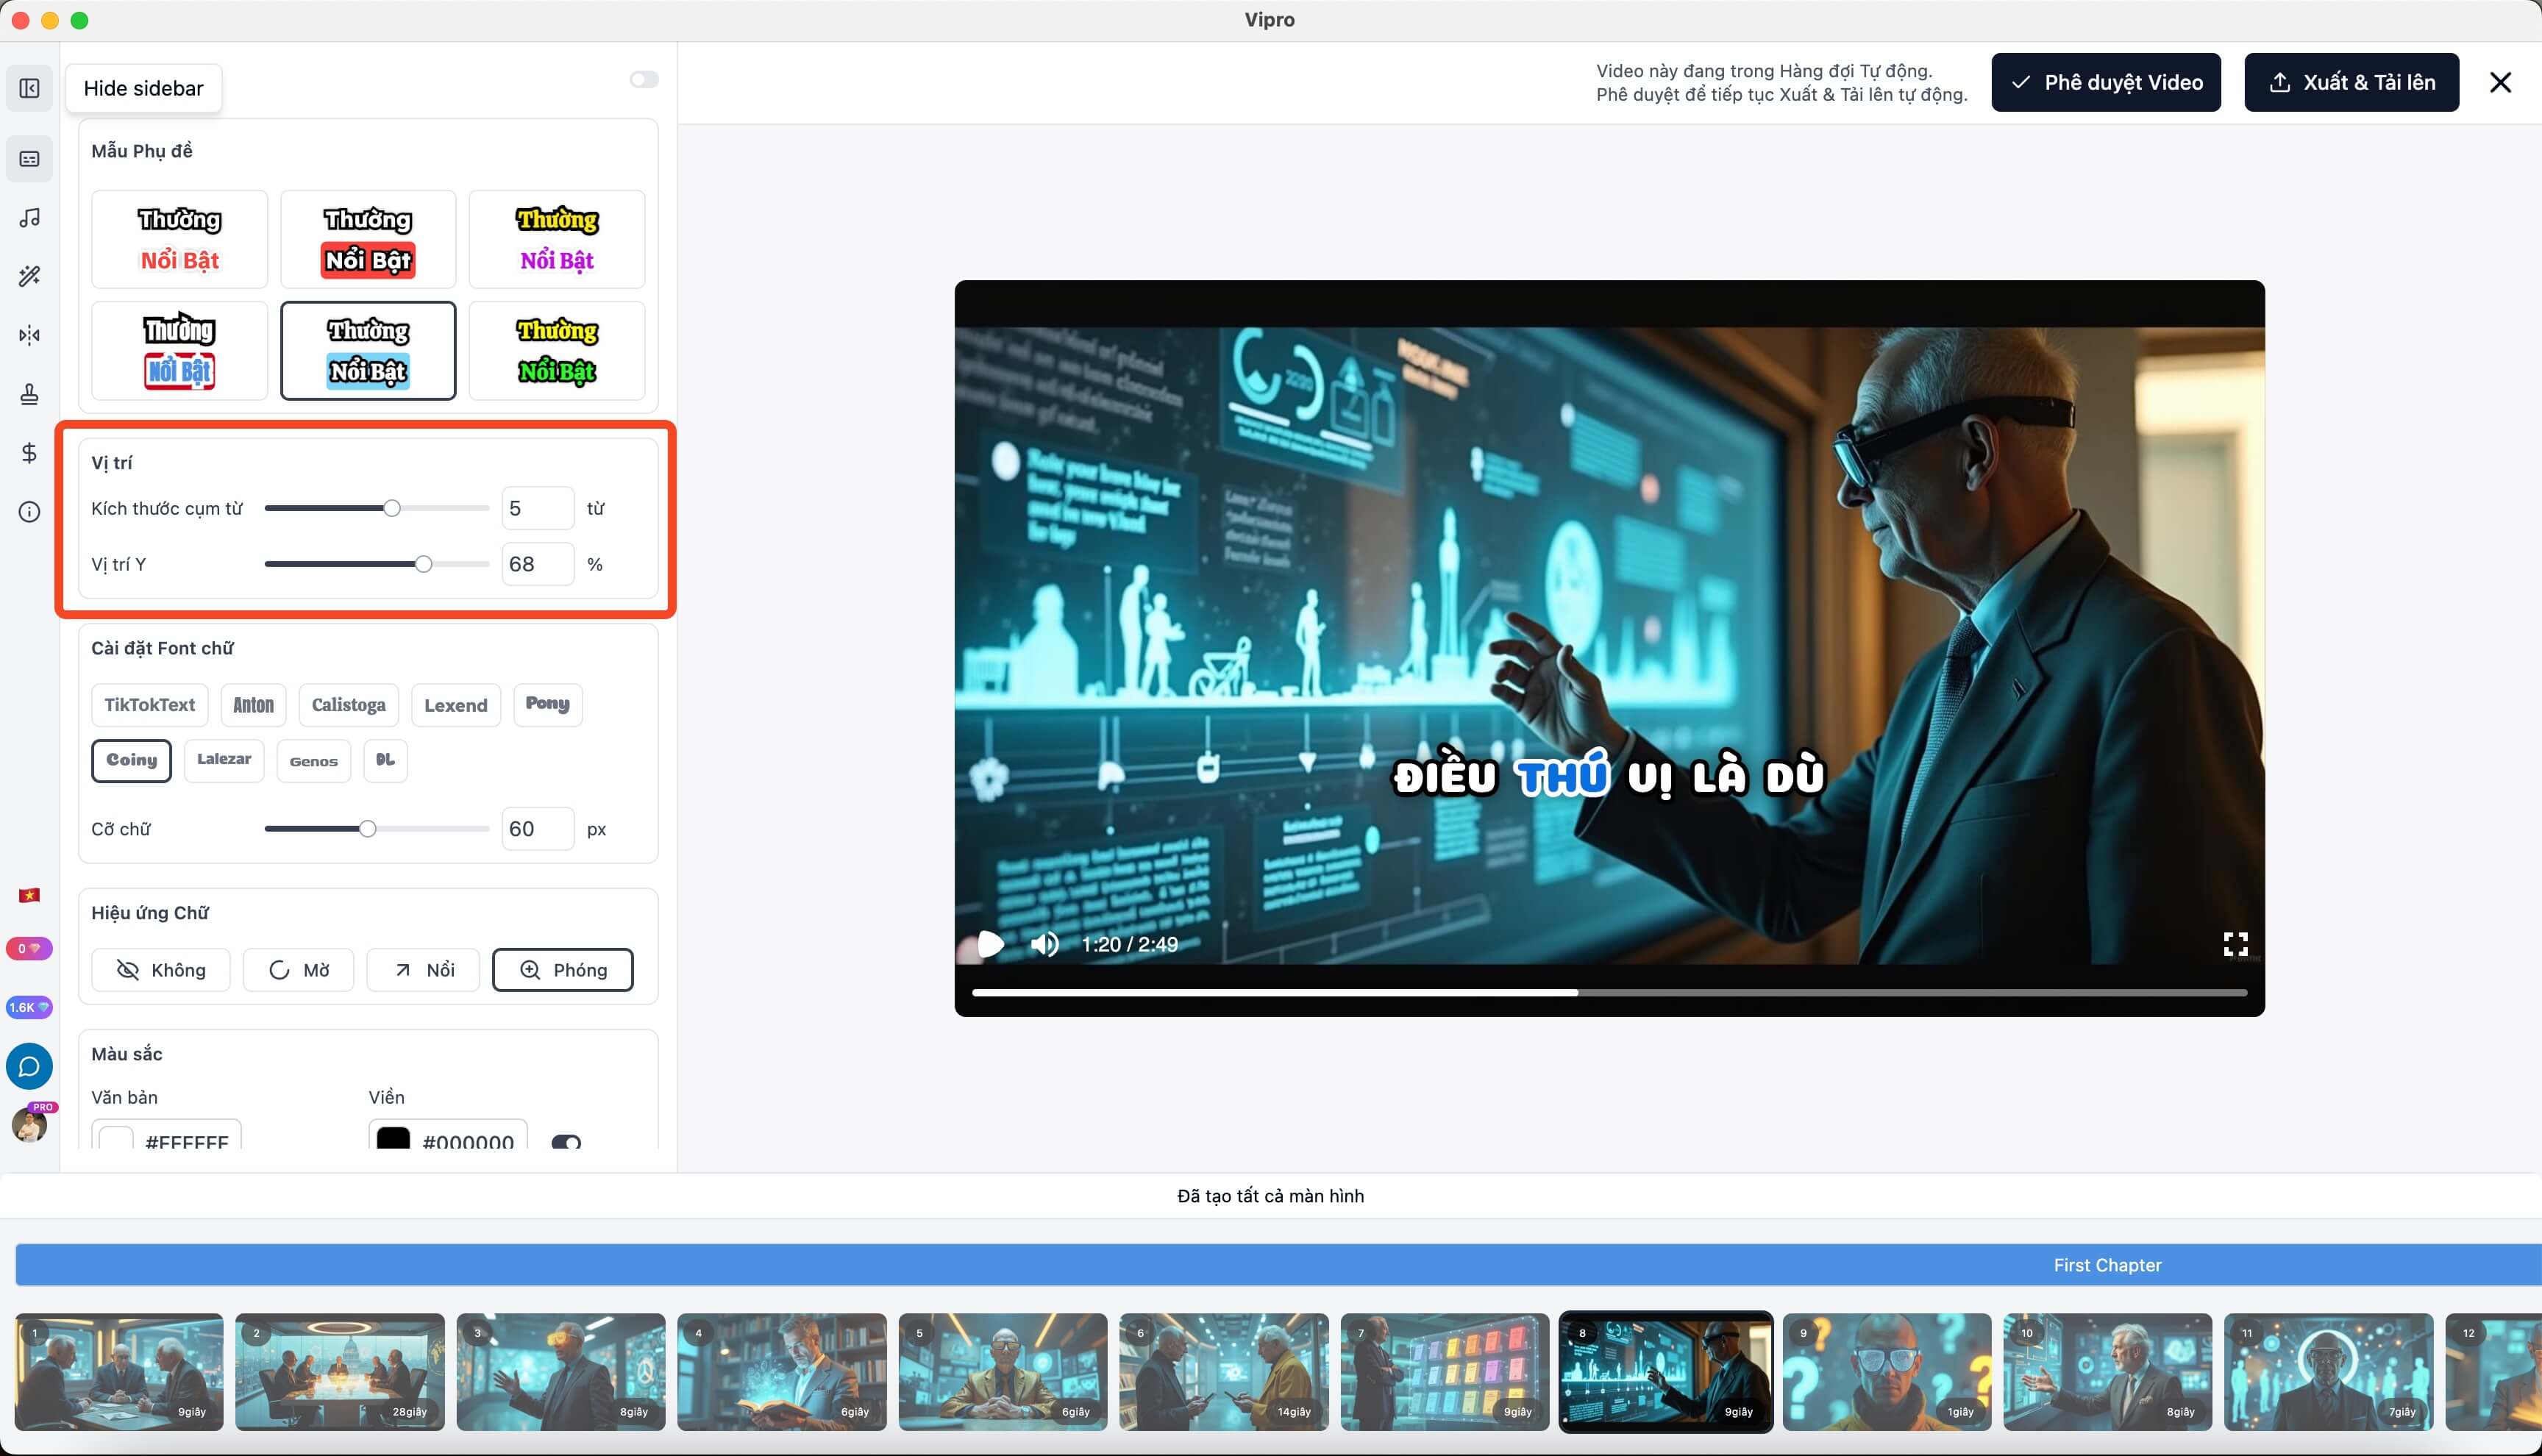 Vipro
Hide sidebar
Video này đang trong Hàng đợi Tự động.
Phê duyệt để tiếp tục Xuất & Tải lên tự động.
Phê duyệt Video
Xuất & Tải lên
Mẫu Phụ đề
Thường
Nổi Bật
Thường
Nổi Bật
Thường
Nổi Bật
Thường
Nổi Bật
Thường
Nổi Bật
Thường
Nổi Bật
Vị trí
Kích thước cụm từ 5 từ
Vị trí Y 68 %
Cài đặt Font chữ
TikTokText Anton Calistoga Lexend Pony
Coiny Lalezar Genos DL
Cỡ chữ 60 px
Hiệu ứng Chữ
Không Mờ Nổi Phóng
Màu sắc
Văn bản Viền
#FFFFFF #000000
0
1.6K
PRO
ĐIỀU THÚ VỊ LÀ DÙ
1:20 / 2:49
Đã tạo tất cả màn hình
First Chapter
1 2 3 4 5 6 7 8 9 10 11 12
9giây 28giây 8giây 6giây 6giây 14giây 9giây 9giây 1giây 8giây 7giây